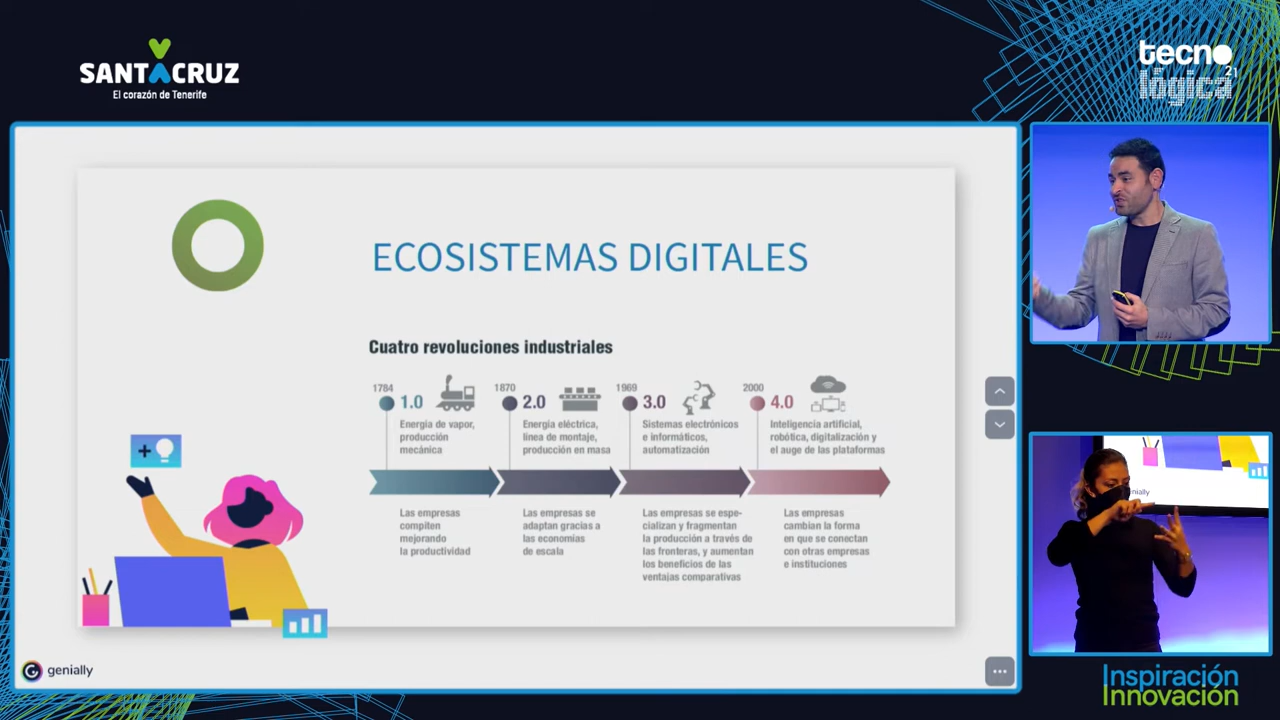 SANTACRUZ
El corazón de Tenerife
tecno
lógica
21
ECOSISTEMAS DIGITALES
Cuatro revoluciones industriales
1784
1.0
Energía de vapor,
producción
mecánica
Las empresas
compiten
mejorando
la productividad
1870
2.0
Energía eléctrica,
línea de montaje,
producción en masa
Las empresas se
adaptan gracias a
las economías
de escala
1969
3.0
Sistemas electrónicos
e informáticos,
automatización
Las empresas se espe-
cializan y fragmentan
la producción a través de
las fronteras, y aumentan
los beneficios de las
ventajas comparativas
2000
4.0
Inteligencia artificial,
robótica, digitalización y
el auge de las plataformas
Las empresas
cambian la forma
en que se conectan
con otras empresas
e instituciones
genially
genially
Inspiración
Innovación